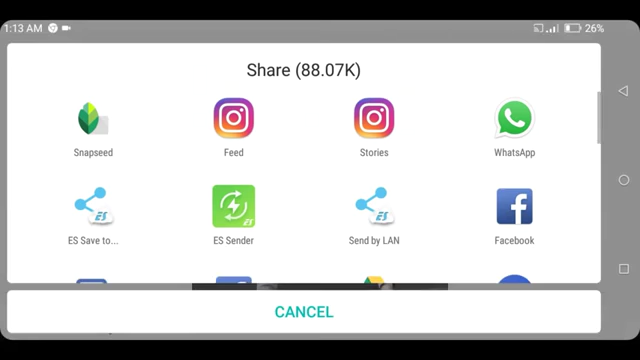 1:13 AM
26%
Share (88.07K)
Snapseed
Feed
Stories
WhatsApp
ES Save to...
ES Sender
Send by LAN
Facebook
CANCEL